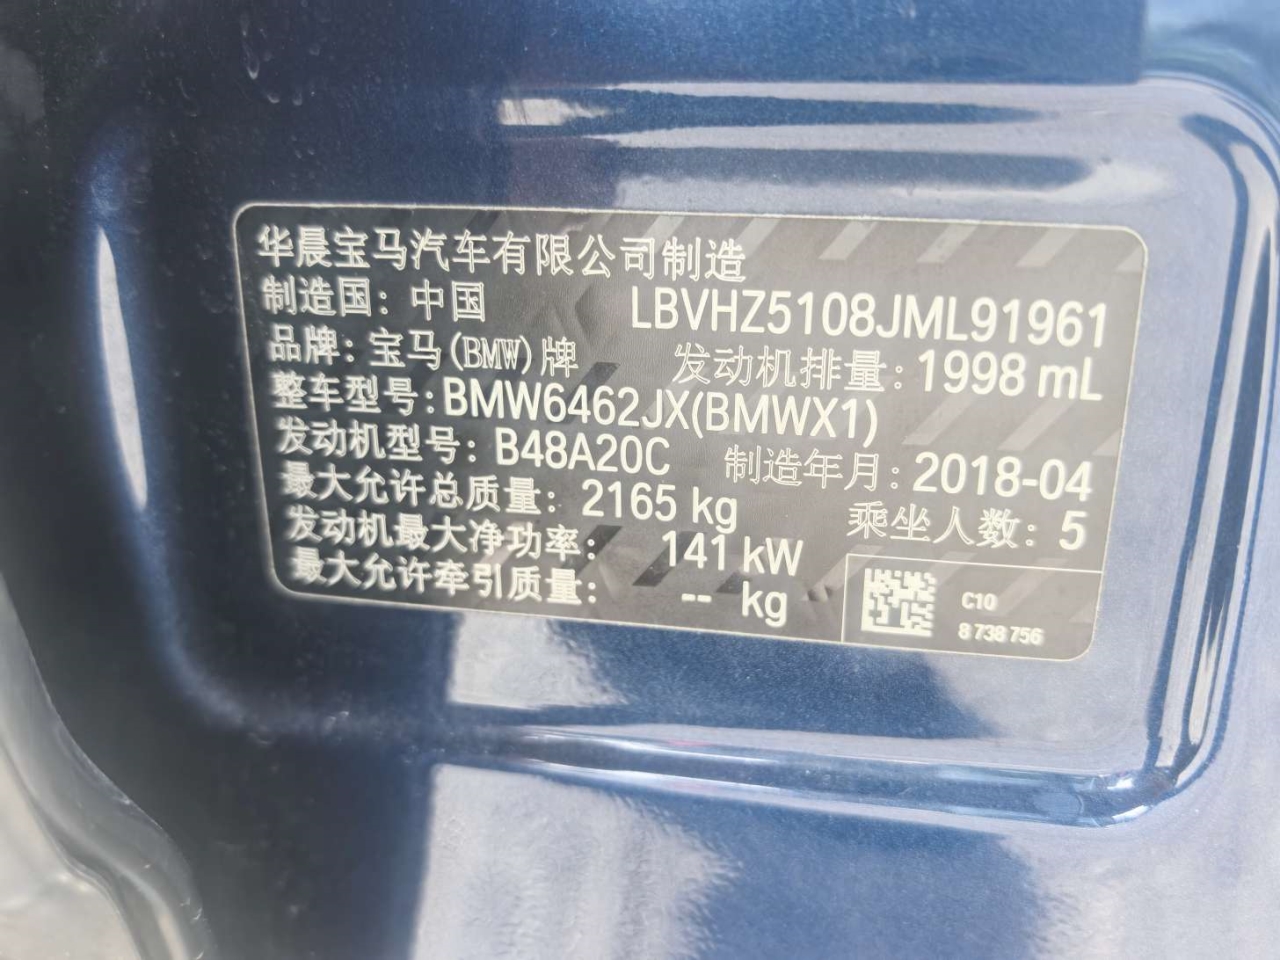 华晨宝马汽车有限公司制造
制造国：中国 LBVHZ5108JML91961
品牌：宝马(BMW)牌 发动机排量：1998 mL
整车型号：BMW6462JX(BMWX1)
发动机型号：B48A20C 制造年月：2018-04
最大允许总质量：2165 kg 乘坐人数：5
发动机最大净功率： 141 kW
最大允许牵引质量： -- kg
C10
8 738 756